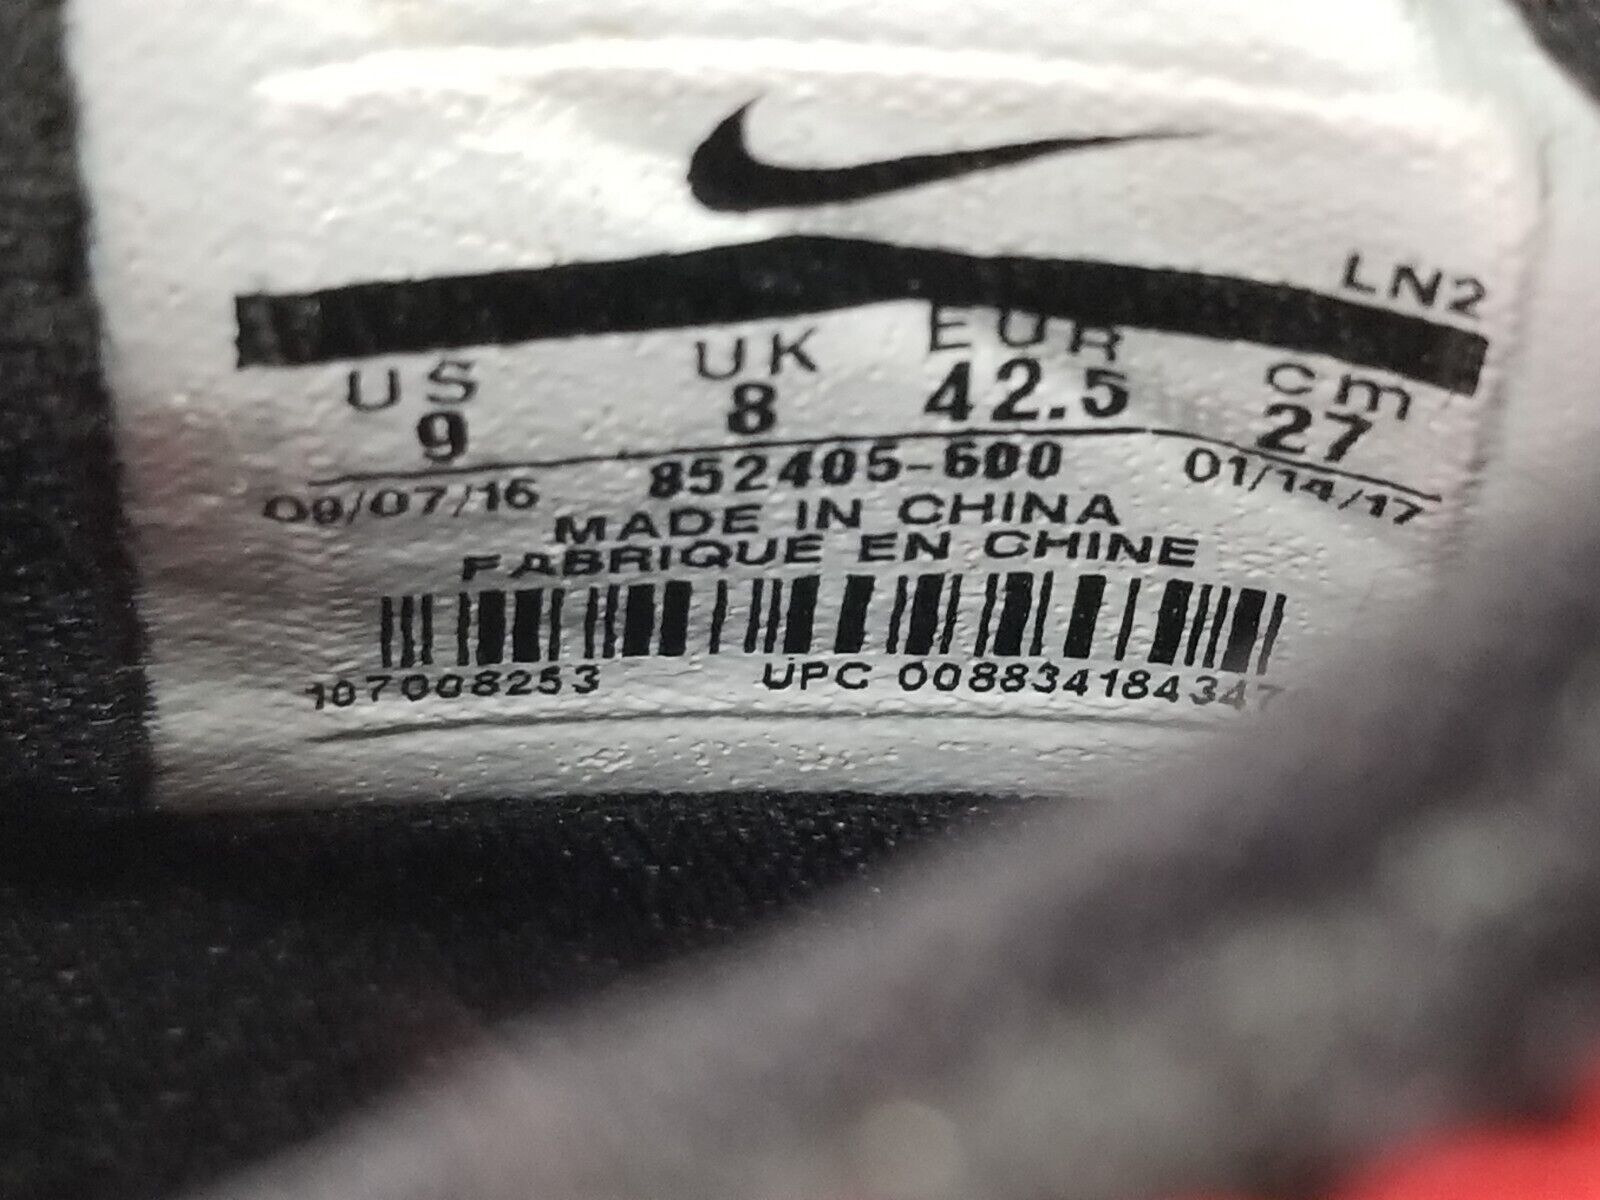 LN2
US UK EUR cm
9 8 42.5 27
09/07/16 852405-600 01/14/17
MADE IN CHINA
FABRIQUE EN CHINE
107008253 UPC 00883418434